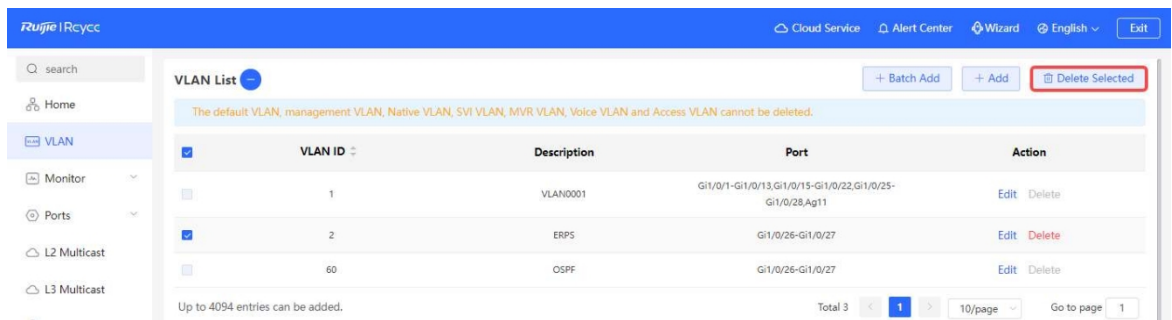 Ruijie | Rcycc
Cloud Service Alert Center Wizard English Exit
search
Home
VLAN
Monitor
Ports
L2 Multicast
L3 Multicast
VLAN List
+ Batch Add + Add Delete Selected
The default VLAN, management VLAN, Native VLAN, SVI VLAN, MVR VLAN, Voice VLAN and Access VLAN cannot be deleted.
VLAN ID Description Port Action
1 VLAN0001 Gi1/0/1-Gi1/0/13,Gi1/0/15-Gi1/0/22,Gi1/0/25-
Gi1/0/28,Ag11 Edit Delete
2 ERPS Gi1/0/26-Gi1/0/27 Edit Delete
60 OSPF Gi1/0/26-Gi1/0/27 Edit Delete
Up to 4094 entries can be added. Total 3 < 1 > 10/page Go to page 1